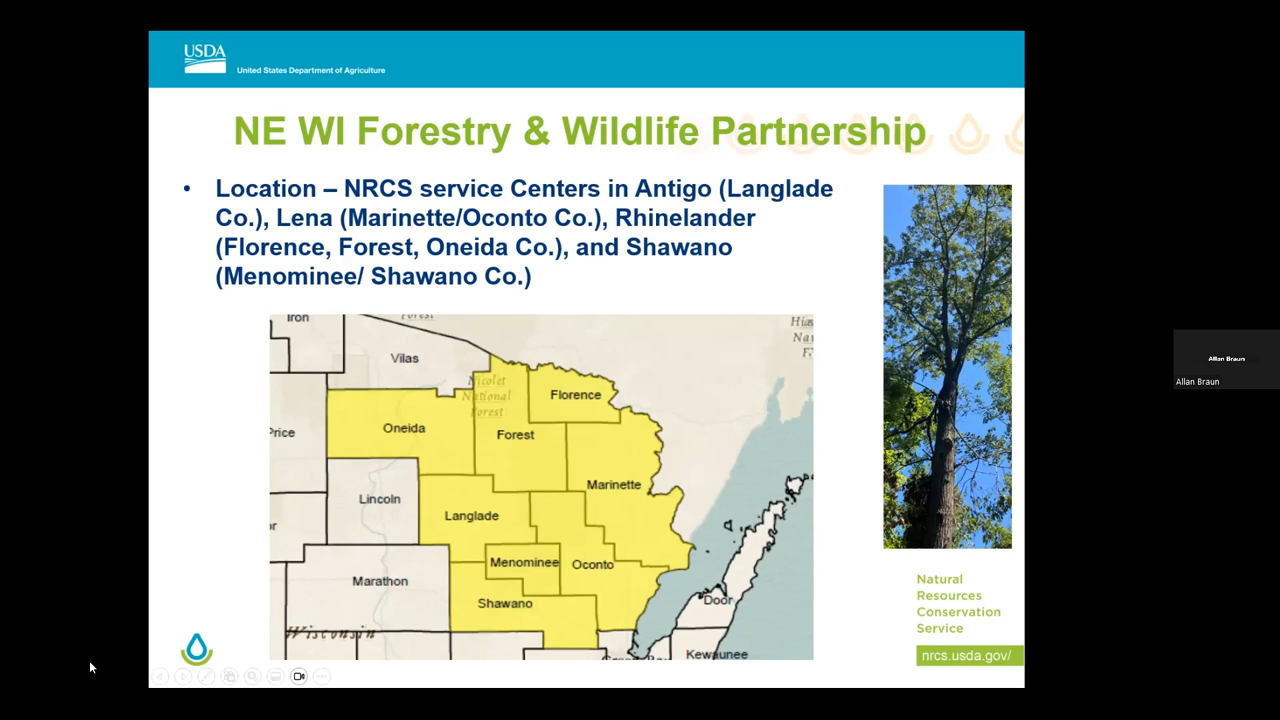 USDA
United States Department of Agriculture
NE WI Forestry & Wildlife Partnership
• Location – NRCS service Centers in Antigo (Langlade
Co.), Lena (Marinette/Oconto Co.), Rhinelander
(Florence, Forest, Oneida Co.), and Shawano
(Menominee/ Shawano Co.)
Iron
Forest
Vilas
Nicolet
National
Forest
Florence
Oneida
Forest
Price
Marinette
Lincoln
Langlade
Menominee
Oconto
Marathon
Shawano
Door
Wisconsin
Kewaunee
Natural
Resources
Conservation
Service
nrcs.usda.gov/
Allan Braun
Allan Braun